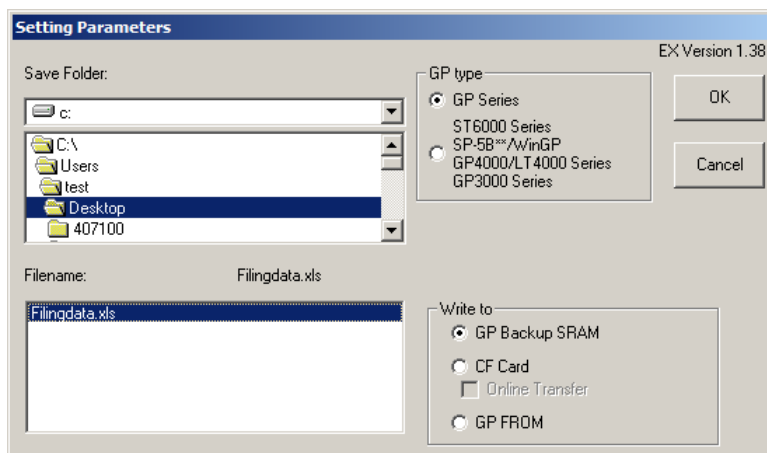 Setting Parameters
EX Version 1.38
Save Folder:
c:
C:\
Users
test
Desktop
407100
GP type
GP Series
ST6000 Series
SP-5B**/WinGP
GP4000/LT4000 Series
GP3000 Series
OK
Cancel
Filename:
Filingdata.xls
Filingdata.xls
Write to
GP Backup SRAM
CF Card
Online Transfer
GP FROM